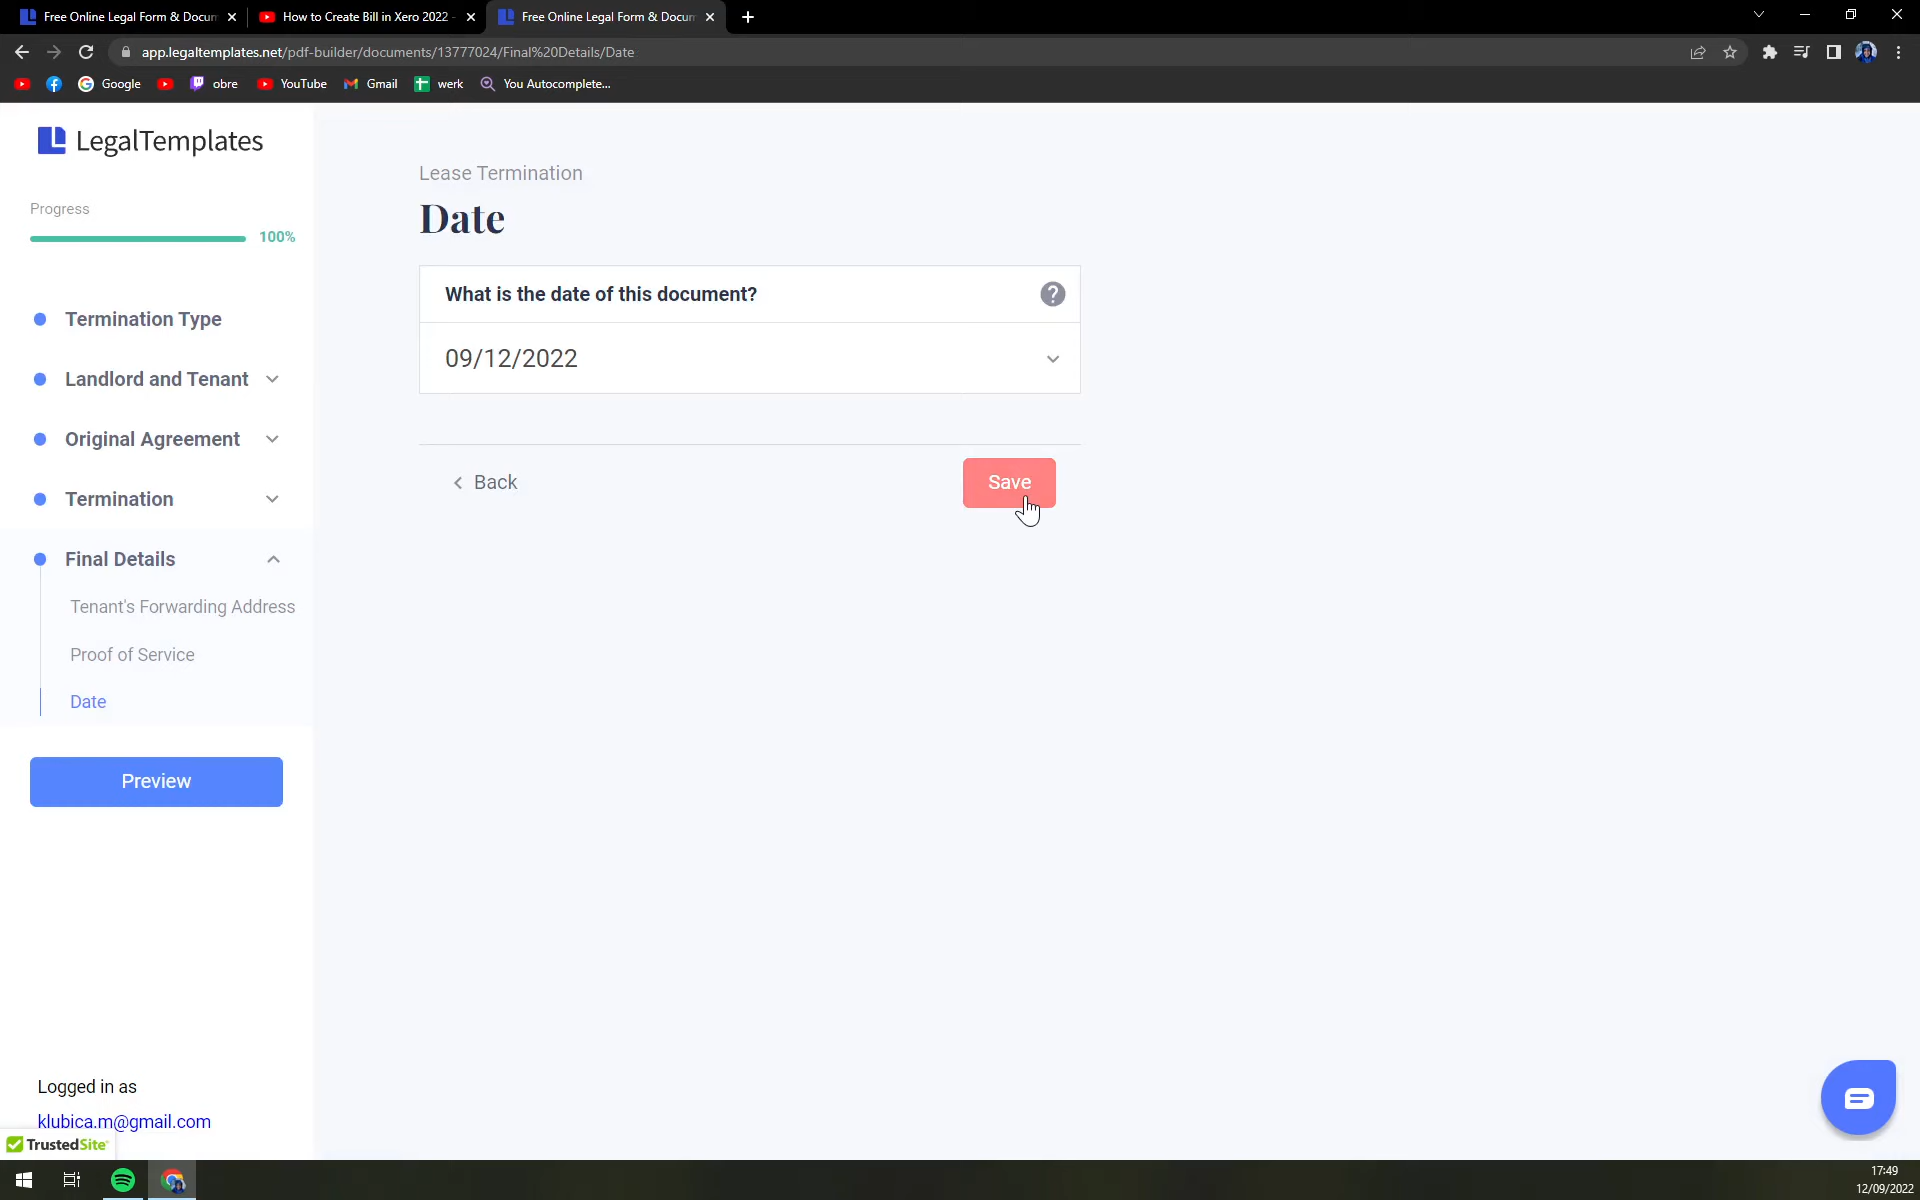 Free Online Legal Form & Docum
How to Create Bill in Xero 2022 -
Free Online Legal Form & Docum
app.legaltemplates.net/pdf-builder/documents/13777024/Final%20Details/Date
Google
obre
YouTube
Gmail
werk
You Autocomplete...
LegalTemplates
Progress
100%
Termination Type
Landlord and Tenant
Original Agreement
Termination
Final Details
Tenant's Forwarding Address
Proof of Service
Date
Preview
Logged in as
klubica.m@gmail.com
TrustedSite
Lease Termination
Date
What is the date of this document?
?
09/12/2022
Back
Save
17:49
12/09/2022